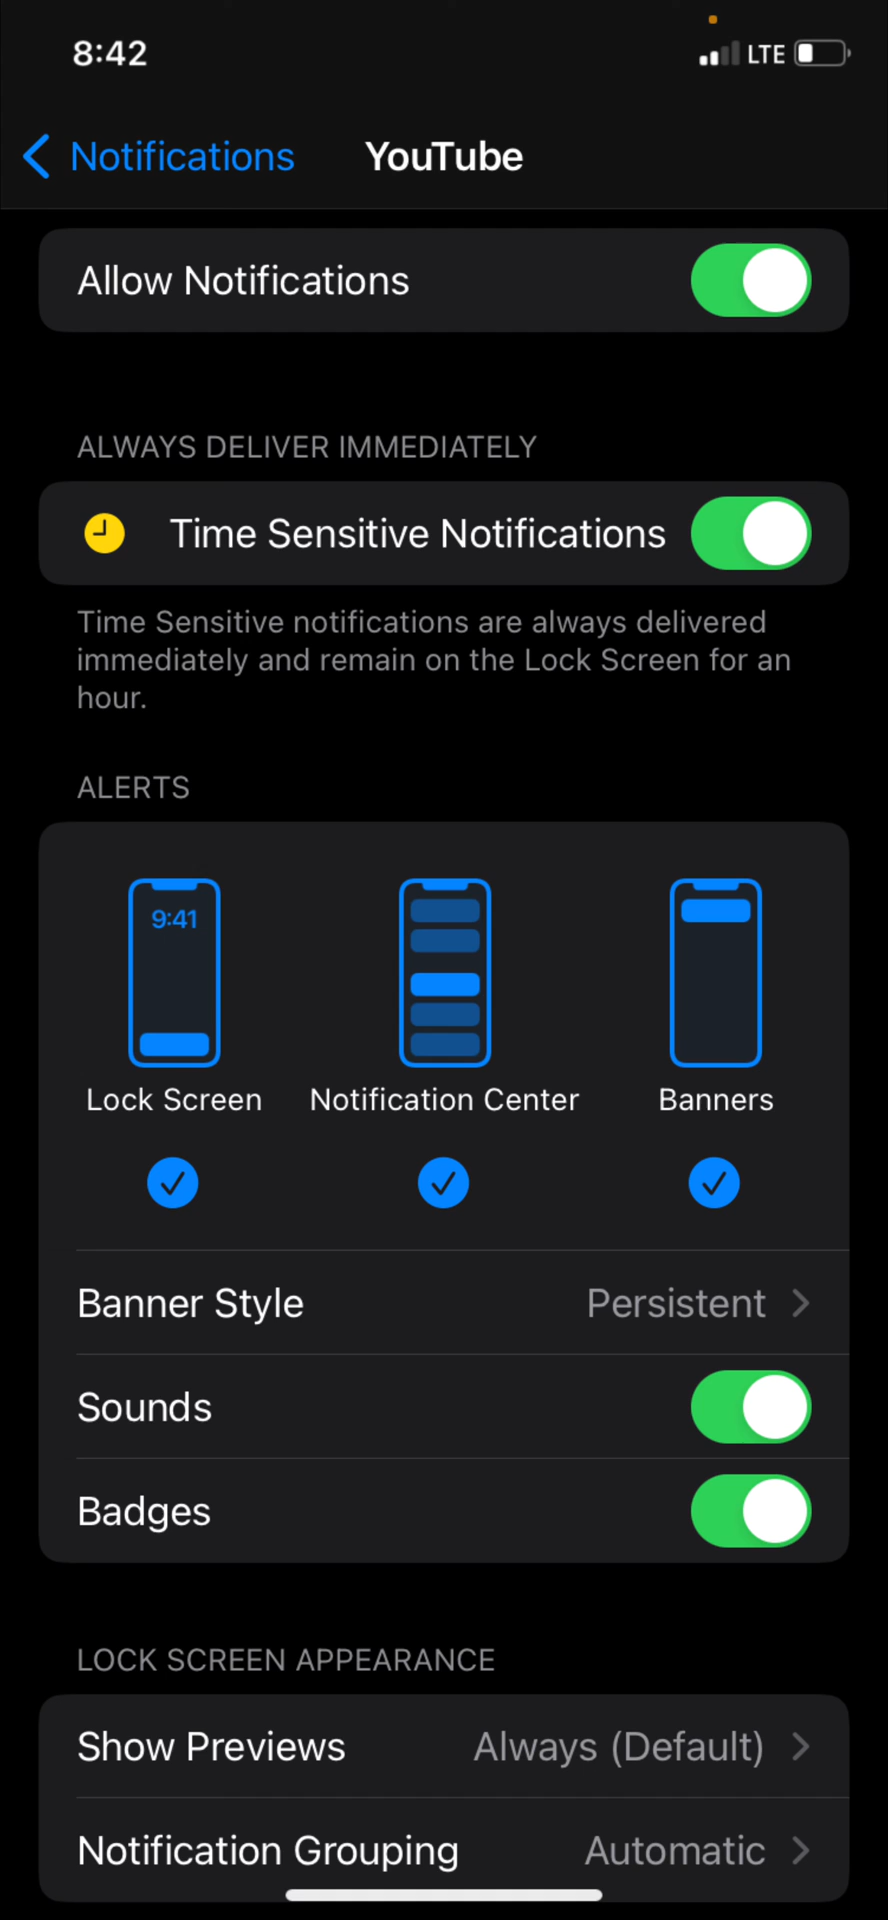 8:42
LTE
Notifications
YouTube
Allow Notifications
ALWAYS DELIVER IMMEDIATELY
Time Sensitive Notifications
Time Sensitive notifications are always delivered
immediately and remain on the Lock Screen for an
hour.
ALERTS
9:41
Lock Screen
Notification Center
Banners
Banner Style
Persistent
Sounds
Badges
LOCK SCREEN APPEARANCE
Show Previews
Always (Default)
Notification Grouping
Automatic